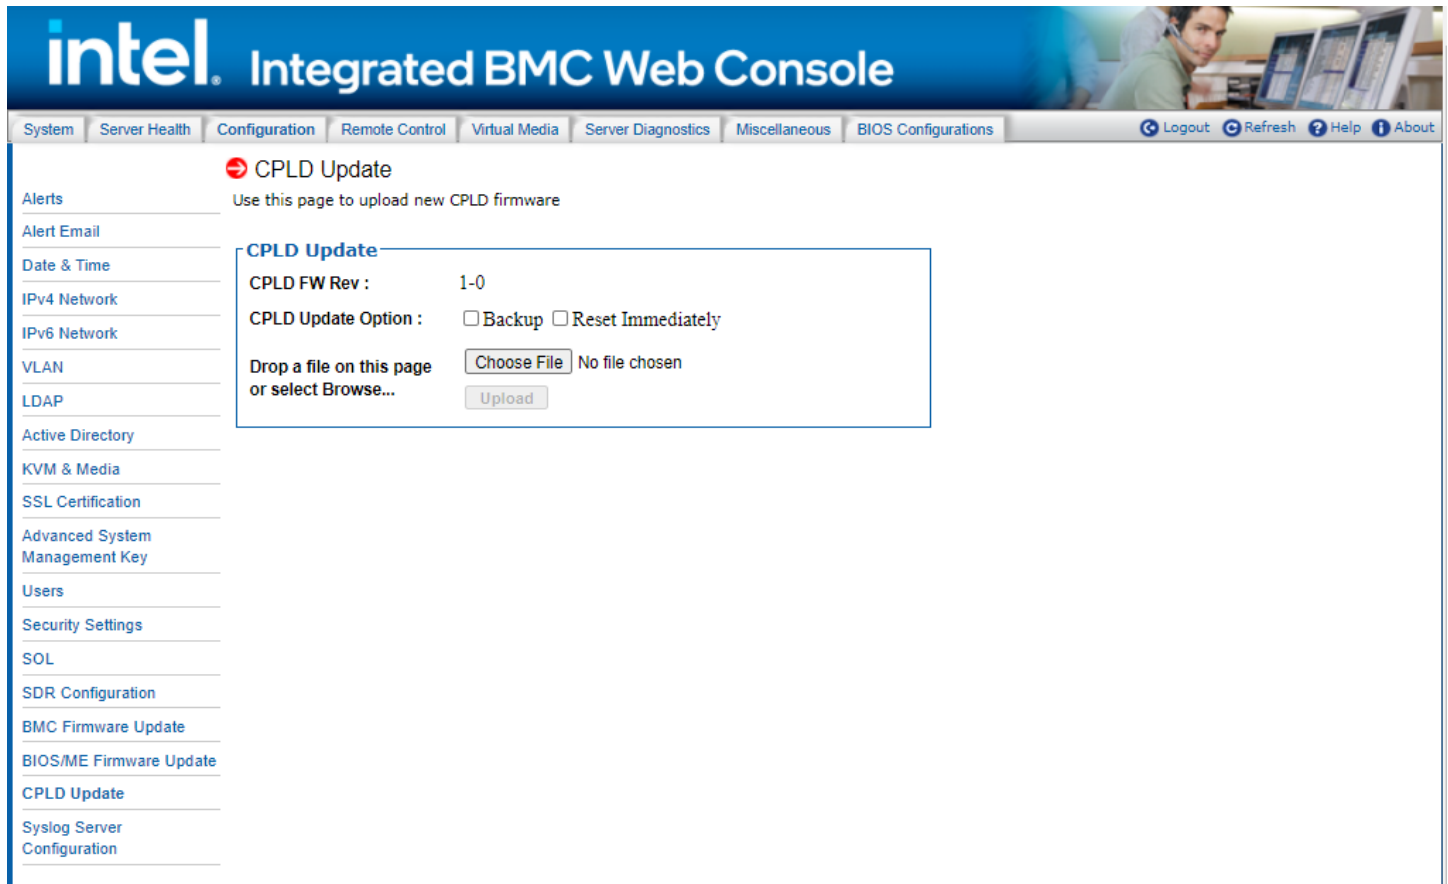 intel. Integrated BMC Web Console
System Server Health Configuration Remote Control Virtual Media Server Diagnostics Miscellaneous BIOS Configurations Logout Refresh Help About
CPLD Update
Use this page to upload new CPLD firmware
Alerts
Alert Email
Date & Time
IPv4 Network
IPv6 Network
VLAN
LDAP
Active Directory
KVM & Media
SSL Certification
Advanced System
Management Key
Users
Security Settings
SOL
SDR Configuration
BMC Firmware Update
BIOS/ME Firmware Update
CPLD Update
Syslog Server
Configuration
CPLD Update
CPLD FW Rev : 1-0
CPLD Update Option : Backup Reset Immediately
Drop a file on this page
or select Browse...
Choose File No file chosen
Upload